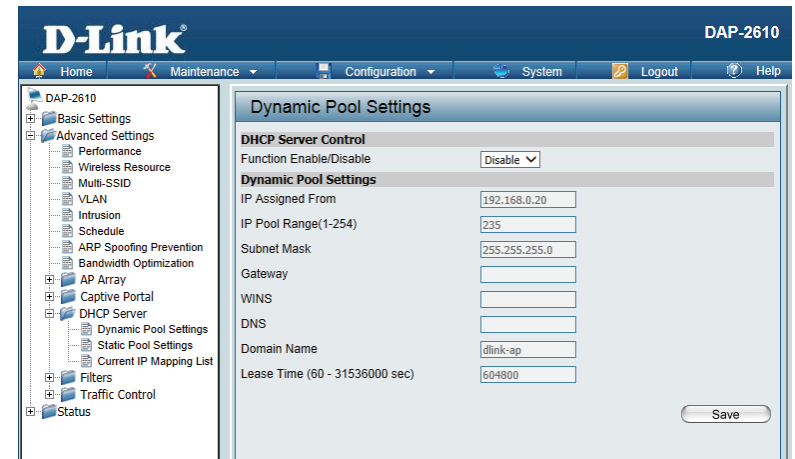 D-Link®
DAP-2610
Home Maintenance Configuration System Logout Help
DAP-2610
Basic Settings
Advanced Settings
Performance
Wireless Resource
Multi-SSID
VLAN
Intrusion
Schedule
ARP Spoofing Prevention
Bandwidth Optimization
AP Array
Captive Portal
DHCP Server
Dynamic Pool Settings
Static Pool Settings
Current IP Mapping List
Filters
Traffic Control
Status
Dynamic Pool Settings
DHCP Server Control
Function Enable/Disable Disable
Dynamic Pool Settings
IP Assigned From 192.168.0.20
IP Pool Range(1-254) 235
Subnet Mask 255.255.255.0
Gateway
WINS
DNS
Domain Name dlink-ap
Lease Time (60 - 31536000 sec) 604800
Save